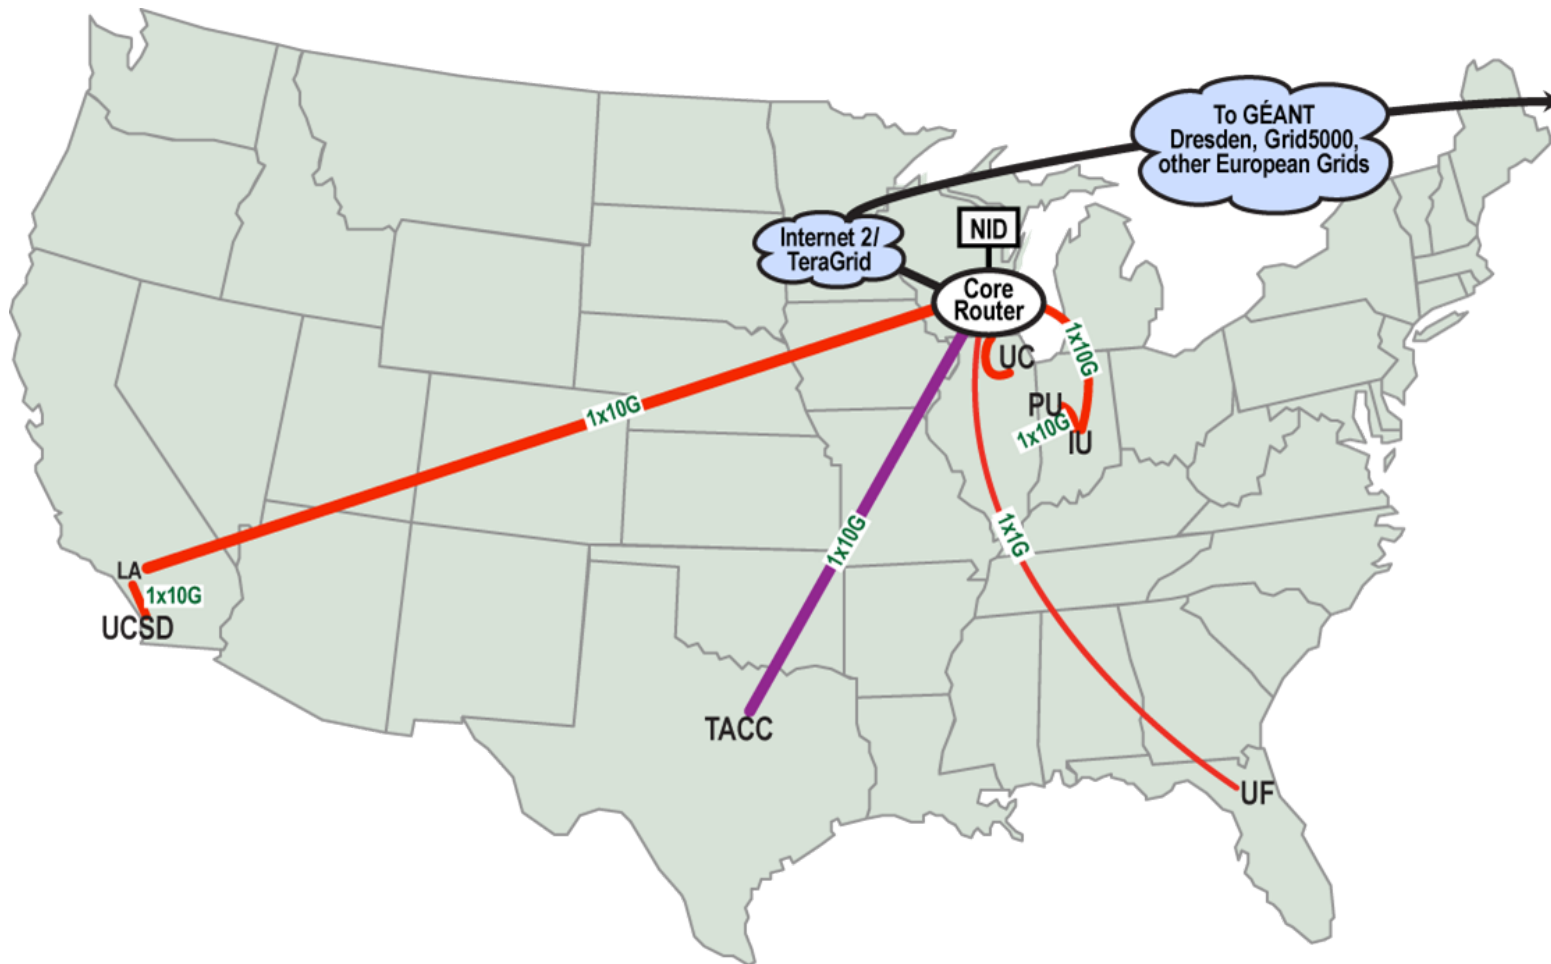 To GÉANT
Dresden, Grid5000,
other European Grids
Internet 2/
TeraGrid
NID
Core
Router
UC
1x10G
PU
1x10G
IU
1x10G
1x10G
1x1G
LA
1x10G
UCSD
TACC
UF